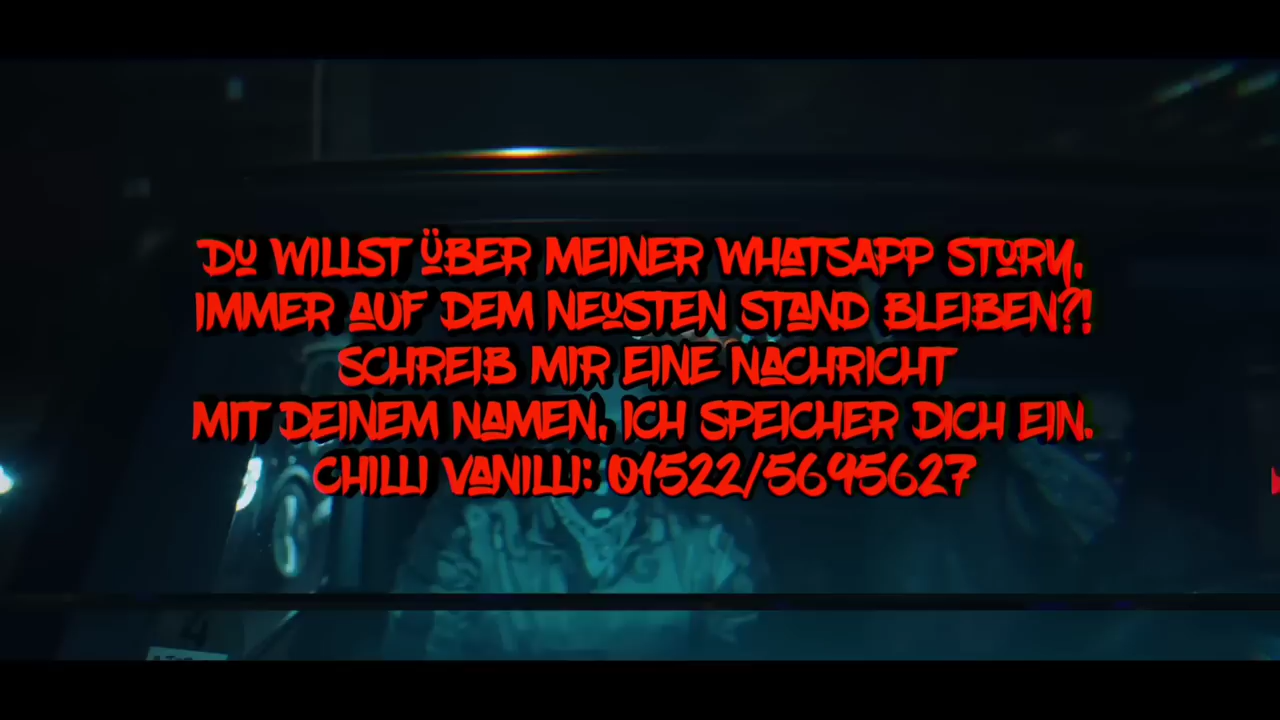 DU WILLST ÜBER MEINER WHATSAPP STORY,
IMMER AUF DEM NEUSTEN STAND BLEIBEN?!
SCHREIB MIR EINE NACHRICHT
MIT DEINEM NAMEN, ICH SPEICHER DICH EIN.
CHILLI VANILLI: 01522/5695627